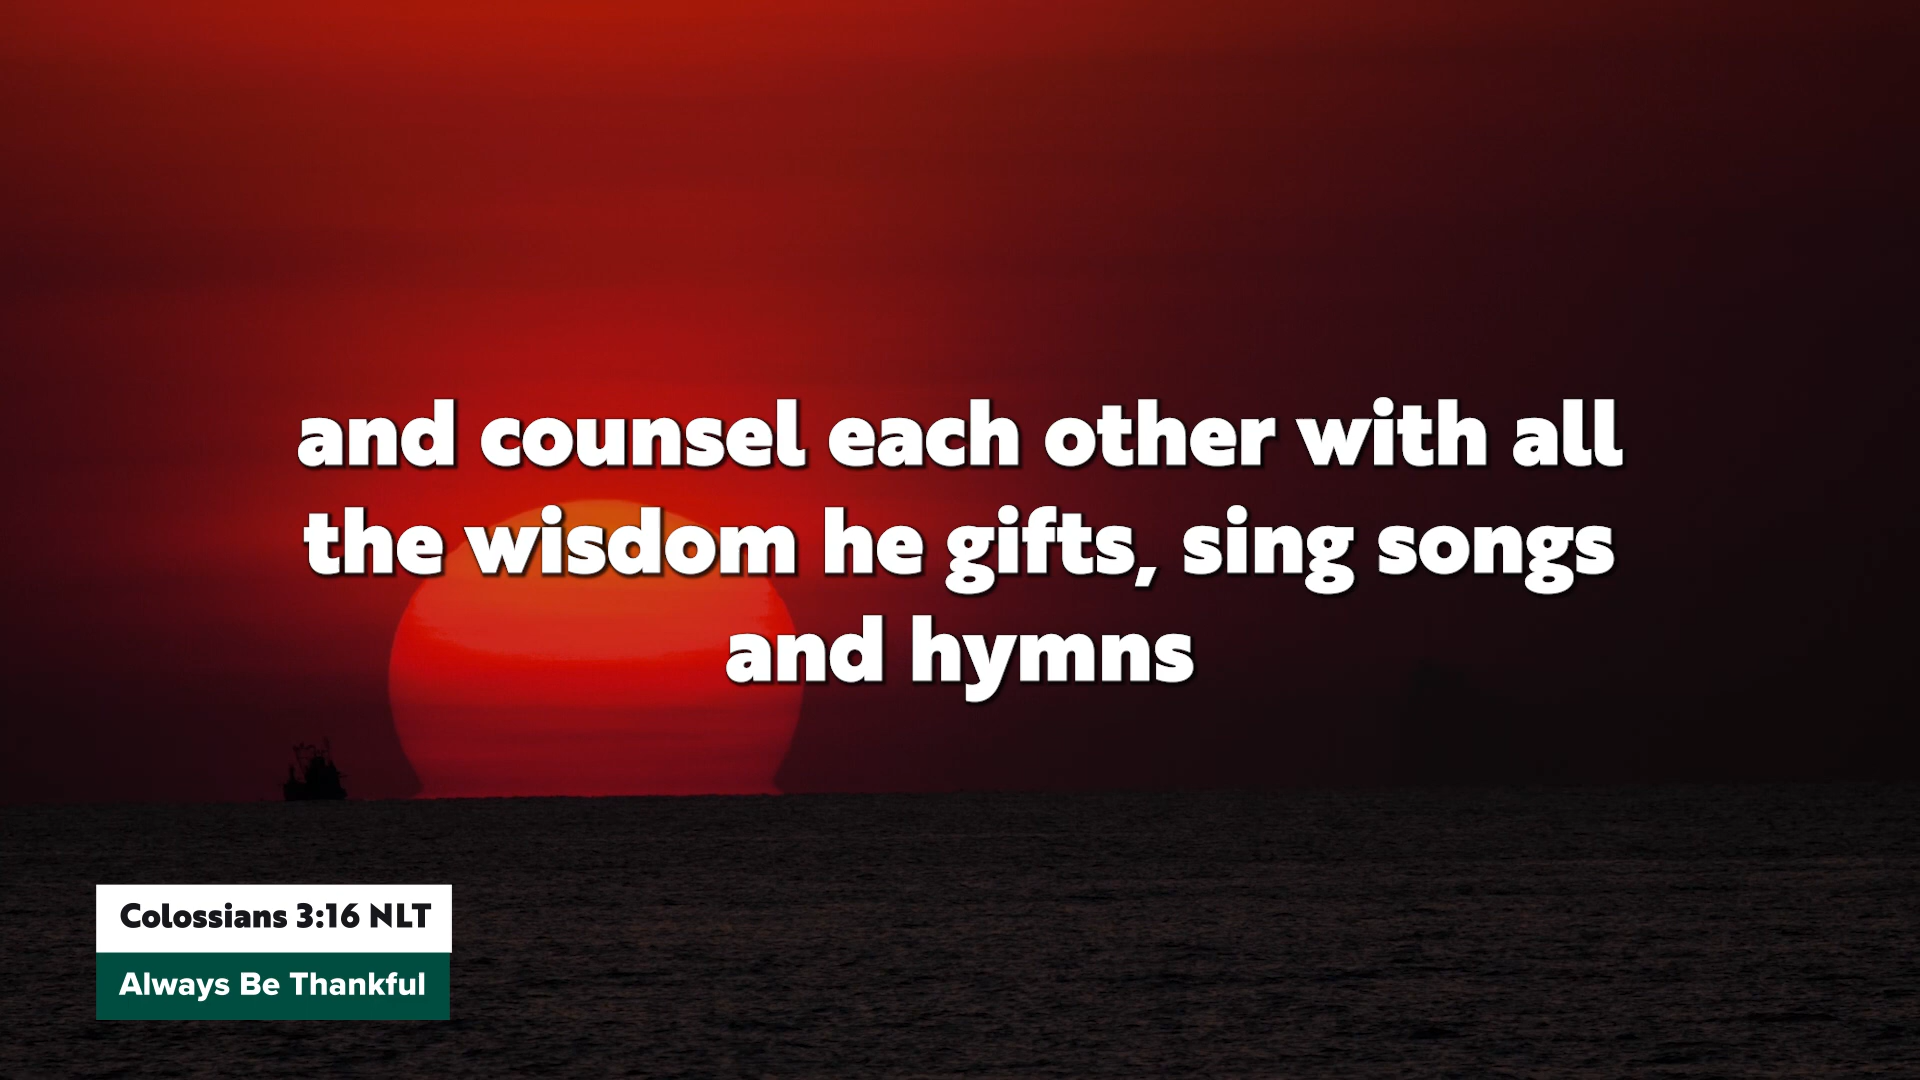 and counsel each other with all
the wisdom he gifts, sing songs
and hymns
Colossians 3:16 NLT
Always Be Thankful